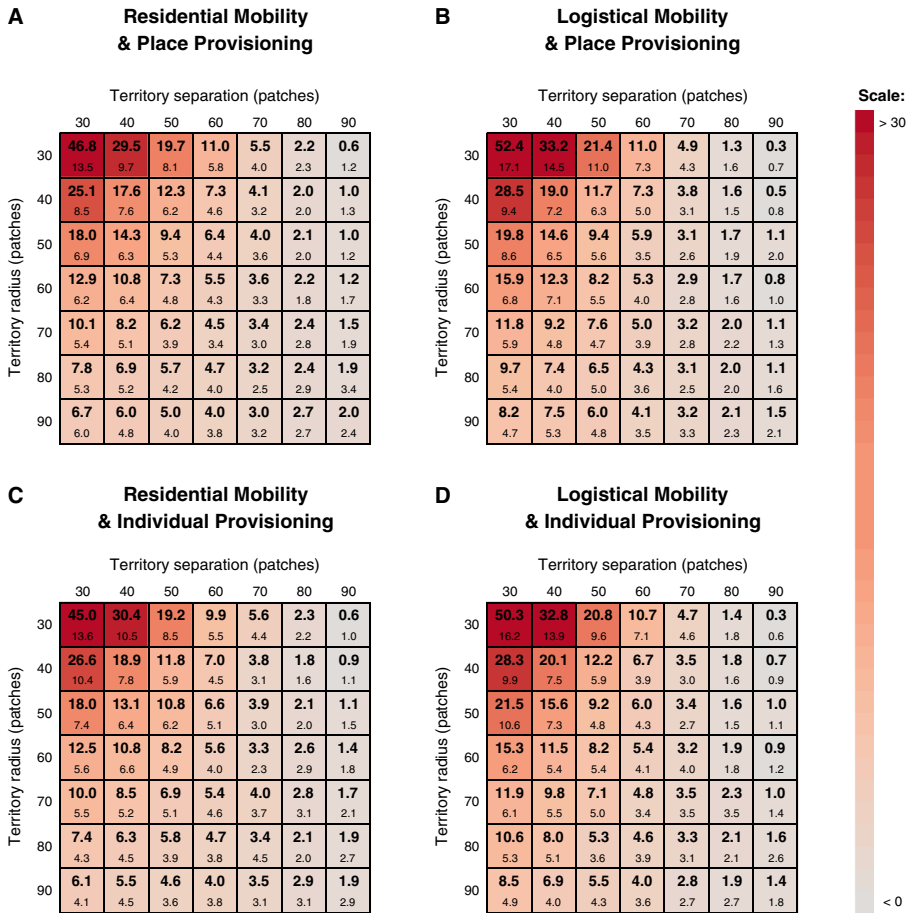 A
Residential Mobility
& Place Provisioning
Territory separation (patches)
30 40 50 60 70 80 90
Territory radius (patches)
30 46.8 29.5 19.7 11.0 5.5 2.2 0.6
13.5 9.7 8.1 5.8 4.0 2.3 1.2
40 25.1 17.6 12.3 7.3 4.1 2.0 1.0
8.5 7.6 6.2 4.6 3.2 2.0 1.3
50 18.0 14.3 9.4 6.4 4.0 2.1 1.0
6.9 6.3 5.3 4.4 3.6 2.0 1.2
60 12.9 10.8 7.3 5.5 3.6 2.2 1.2
6.2 6.4 4.8 4.3 3.3 1.8 1.7
70 10.1 8.2 6.2 4.5 3.4 2.4 1.5
5.4 5.1 3.9 3.4 3.0 2.8 1.9
80 7.8 6.9 5.7 4.7 3.2 2.4 1.9
5.3 5.2 4.2 4.0 2.5 2.9 3.4
90 6.7 6.0 5.0 4.0 3.0 2.7 2.0
6.0 4.8 4.0 3.8 3.2 2.7 2.4
B
Logistical Mobility
& Place Provisioning
Territory separation (patches)
30 40 50 60 70 80 90
Territory radius (patches)
30 52.4 33.2 21.4 11.0 4.9 1.3 0.3
17.1 14.5 11.0 7.3 4.3 1.6 0.7
40 28.5 19.0 11.7 7.3 3.8 1.6 0.5
9.4 7.2 6.3 5.0 3.1 1.5 0.8
50 19.8 14.6 9.4 5.9 3.1 1.7 1.1
8.6 6.5 5.6 3.5 2.6 1.9 2.0
60 15.9 12.3 8.2 5.3 2.9 1.7 0.8
6.8 7.1 5.5 4.0 2.8 1.6 1.0
70 11.8 9.2 7.6 5.0 3.2 2.0 1.1
5.9 4.8 4.7 3.9 2.8 2.2 1.3
80 9.7 7.4 6.5 4.3 3.1 2.0 1.1
5.4 4.0 5.0 3.6 2.5 2.0 1.6
90 8.2 7.5 6.0 4.1 3.2 2.1 1.5
4.7 5.3 4.8 3.5 3.3 2.3 2.1
Scale:
> 30
< 0
C
Residential Mobility
& Individual Provisioning
Territory separation (patches)
30 40 50 60 70 80 90
Territory radius (patches)
30 45.0 30.4 19.2 9.9 5.6 2.3 0.6
13.6 10.5 8.5 5.5 4.4 2.2 1.0
40 26.6 18.9 11.8 7.0 3.8 1.8 0.9
10.4 7.8 5.9 4.5 3.1 1.6 1.1
50 18.0 13.1 10.8 6.6 3.9 2.1 1.1
7.4 6.4 6.2 5.1 3.0 2.0 1.5
60 12.5 10.8 8.2 5.6 3.3 2.6 1.4
5.6 6.6 4.9 4.0 2.3 2.9 1.8
70 10.0 8.5 6.9 5.4 4.0 2.8 1.7
5.5 5.2 5.1 4.6 3.7 3.1 2.1
80 7.4 6.3 5.8 4.7 3.4 2.1 1.9
4.3 4.5 3.9 3.8 4.5 2.0 2.7
90 6.1 5.5 4.6 4.0 3.5 2.9 1.9
4.1 4.5 3.6 3.8 3.1 3.1 2.9
D
Logistical Mobility
& Individual Provisioning
Territory separation (patches)
30 40 50 60 70 80 90
Territory radius (patches)
30 50.3 32.8 20.8 10.7 4.7 1.4 0.3
16.2 13.9 9.6 7.1 4.6 1.8 0.6
40 28.3 20.1 12.2 6.7 3.5 1.8 0.7
9.9 7.5 5.9 3.9 3.0 1.6 0.9
50 21.5 15.6 9.2 6.0 3.4 1.6 1.0
10.6 7.3 4.8 4.3 2.7 1.5 1.1
60 15.3 11.5 8.2 5.4 3.2 1.9 0.9
6.2 5.4 5.4 4.1 4.0 1.8 1.2
70 11.9 9.8 7.1 4.8 3.5 2.3 1.0
6.1 5.5 5.0 3.4 3.5 3.5 1.4
80 10.6 8.0 5.3 4.6 3.3 2.1 1.6
5.3 5.1 3.6 3.9 3.1 2.1 2.6
90 8.5 6.9 5.5 4.0 2.8 1.9 1.4
4.9 4.0 4.3 3.6 2.7 2.7 1.8